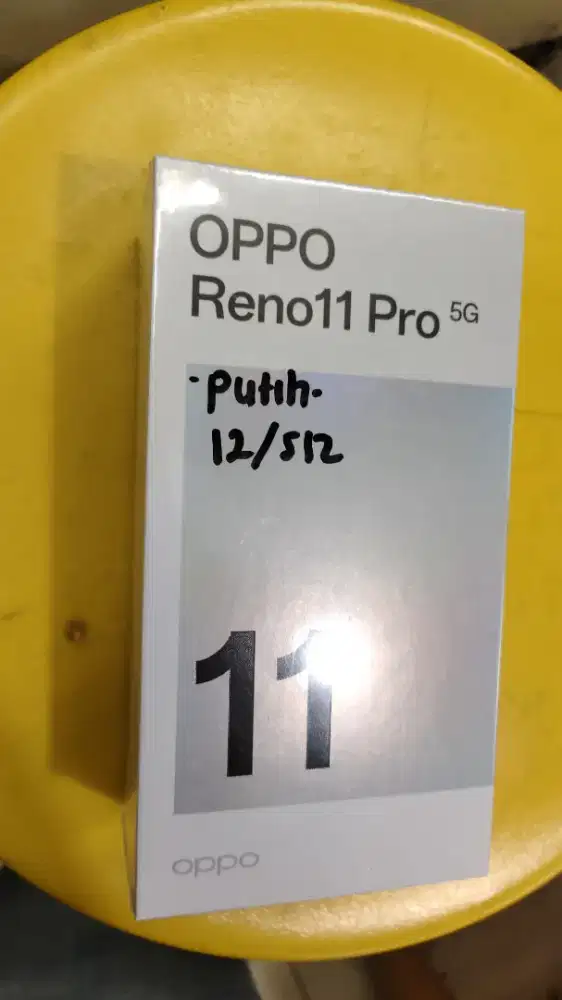 OPPO
Reno11 Pro 5G
·Putih·
12/512
11
oppo